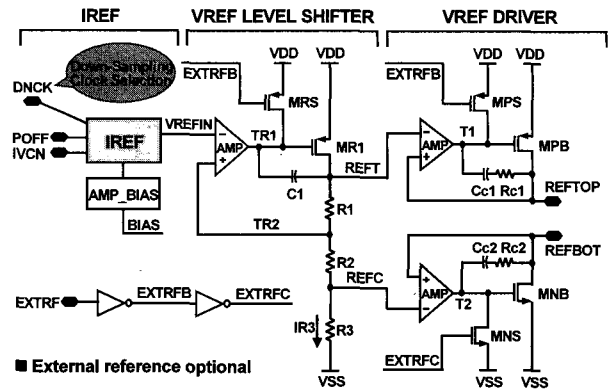 IREF
VREF LEVEL SHIFTER
VREF DRIVER
Down-Sampling
Clock Selection
DNCK
POFF
IVCN
IREF
AMP_BIAS
BIAS
VREFIN
EXTRFB
VDD
VDD
MRS
AMP
TR1
MR1
C1
REFT
R1
TR2
R2
REFC
IR3
R3
VSS
EXTRFB
VDD
VDD
MPS
AMP
T1
MPB
Cc1 Rc1
REFTOP
REFBOT
Cc2 Rc2
AMP
T2
MNB
MNS
EXTRFC
VSS
VSS
EXTRF
EXTRFB
EXTRFC
External reference optional